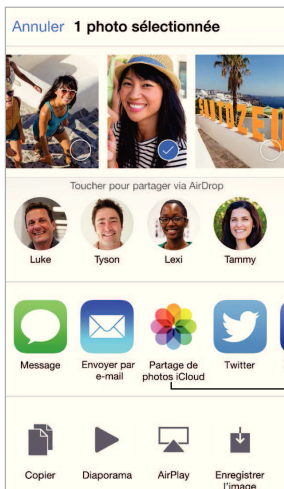 Annuler 1 photo sélectionnée
Toucher pour partager via AirDrop
Luke Tyson Lexi Tammy
Message Envoyer par Partage de Twitter
e-mail photos iCloud
Copier Diaporama AirPlay Enregistrer
l'image